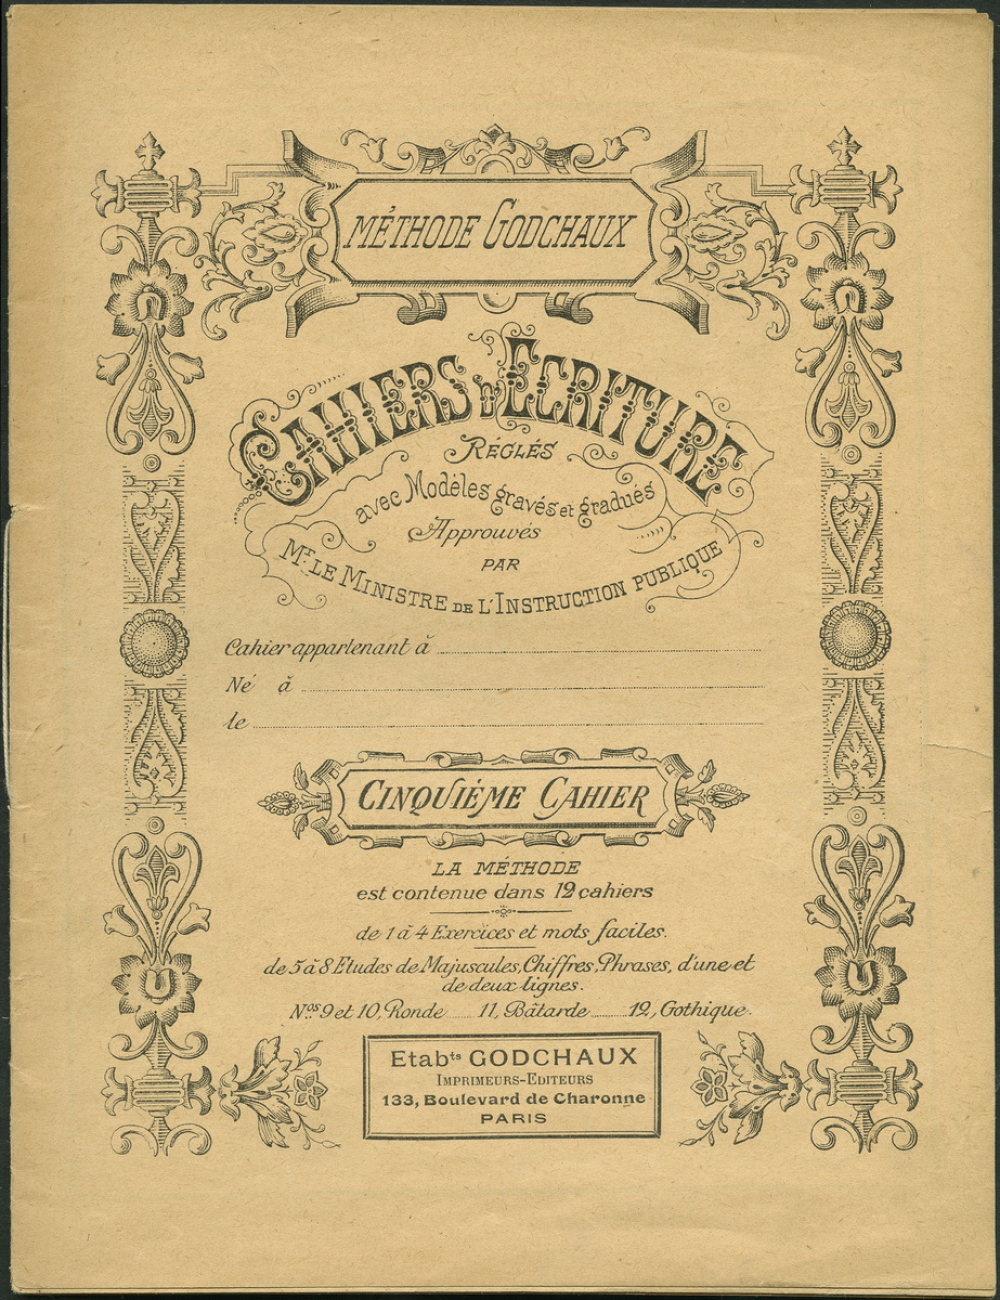 MÉTHODE GODCHAUX
CAHIERS D'ÉCRITURE
RÉGLÉS
avec Modèles gravés et gradués
Approuvés
PAR
Mr. LE MINISTRE DE L'INSTRUCTION PUBLIQUE
Cahier appartenant à
Né à
le
CINQUIÉME CAHIER
LA MÉTHODE
est contenue dans 12 cahiers
de 1 à 4 Exercices et mots faciles.
de 5 à 8 Etudes de Majuscules, Chiffres, Phrases, d'une et
de deux lignes.
Nos 9 et 10, Ronde ..... 11, Bâtarde ....... 12, Gothique.
Etabts GODCHAUX
IMPRIMEURS-EDITEURS
133, Boulevard de Charonne
PARIS